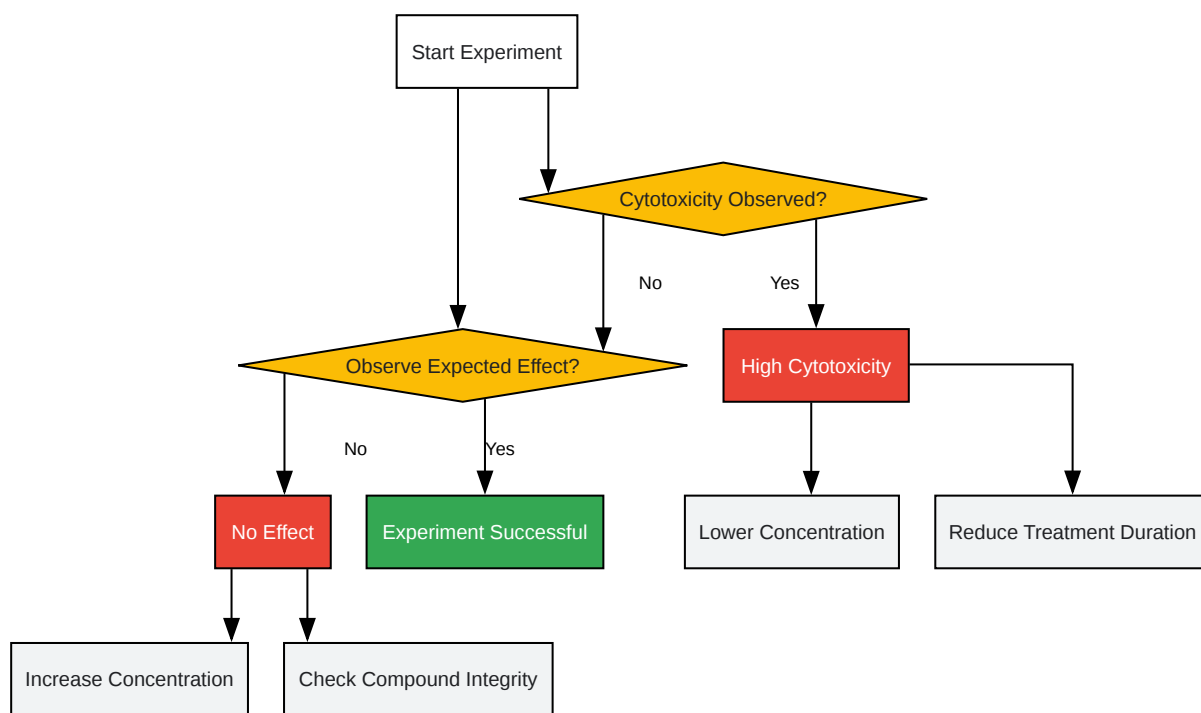 Start Experiment
Cytotoxicity Observed?
No
Yes
Observe Expected Effect?
High Cytotoxicity
No
Yes
No Effect
Experiment Successful
Lower Concentration
Reduce Treatment Duration
Increase Concentration
Check Compound Integrity